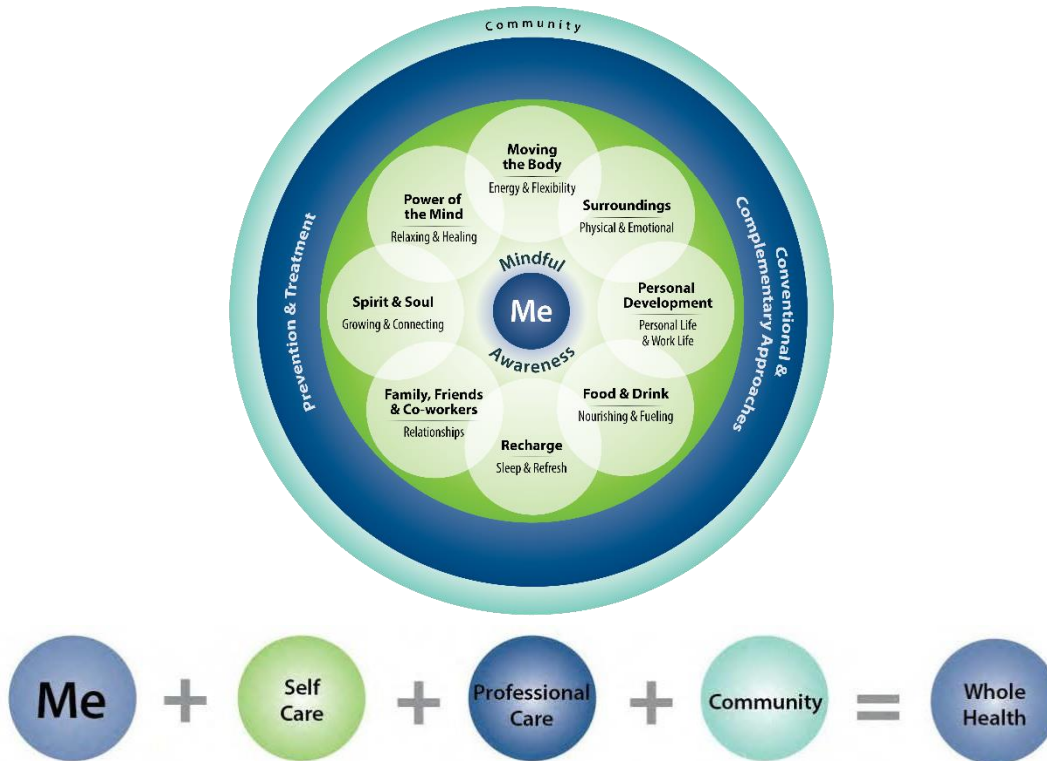 Community
Moving
the Body
Energy & Flexibility
Power of
the Mind
Relaxing & Healing
Surroundings
Physical & Emotional
Mindful
Me
Awareness
Spirit & Soul
Growing & Connecting
Personal
Development
Personal Life
& Work Life
Family, Friends
& Co-workers
Relationships
Food & Drink
Nourishing & Fueling
Recharge
Sleep & Refresh
Prevention & Treatment
Conventional &
Complementary Approaches
Me + Self Care + Professional Care + Community = Whole Health